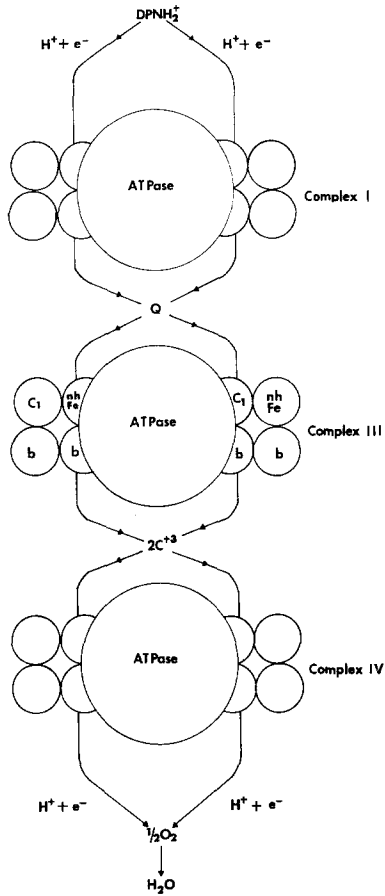 DPNH₂⁺
H⁺+ e⁻ H⁺+ e⁻
ATPase
Complex I
Q
C₁ nh Fe ATPase C₁ nh Fe
b b b b
Complex III
2C⁺³
ATPase
Complex IV
H⁺+ e⁻ H⁺+ e⁻
½O₂
H₂O